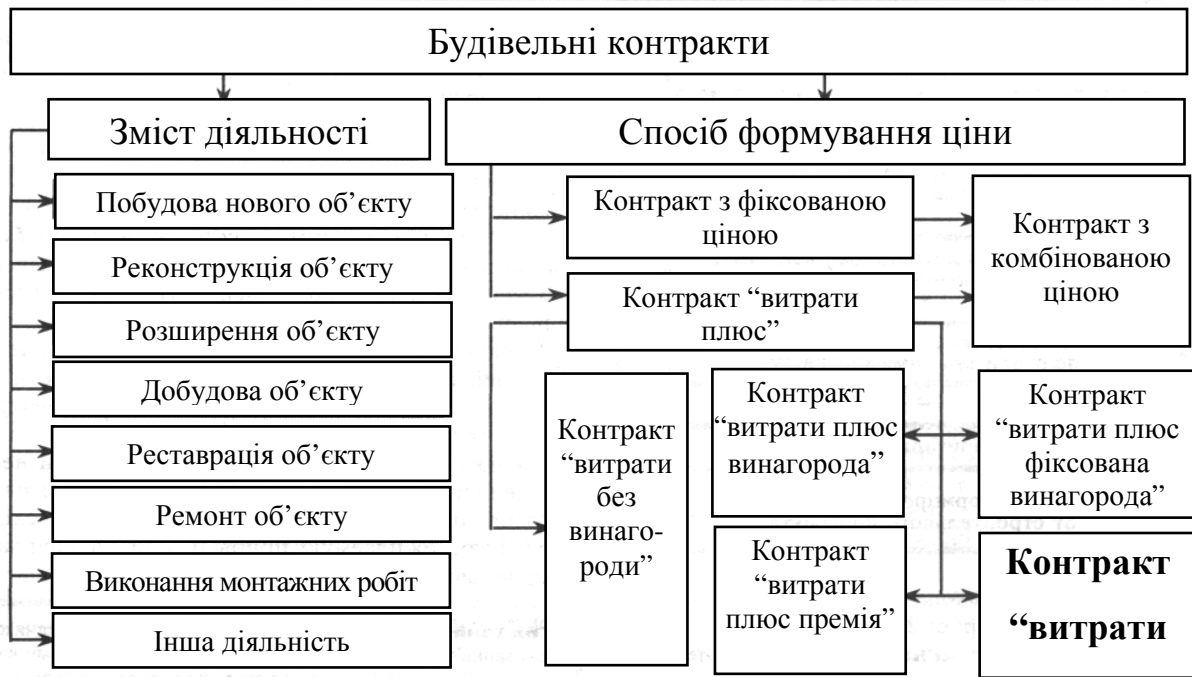 Будівельні контракти
Зміст діяльності
Побудова нового об’єкту
Реконструкція об’єкту
Розширення об’єкту
Добудова об’єкту
Реставрація об’єкту
Ремонт об’єкту
Виконання монтажних робіт
Інша діяльність
Спосіб формування ціни
Контракт з фіксованою
ціною
Контракт “витрати
плюс”
Контракт з
комбінованою
ціною
Контракт
“витрати
без
винаго-
роди”
Контракт
“витрати плюс
винагорода”
Контракт
“витрати
плюс премія”
Контракт
“витрати плюс
фіксована
винагорода”
Контракт
“витрати